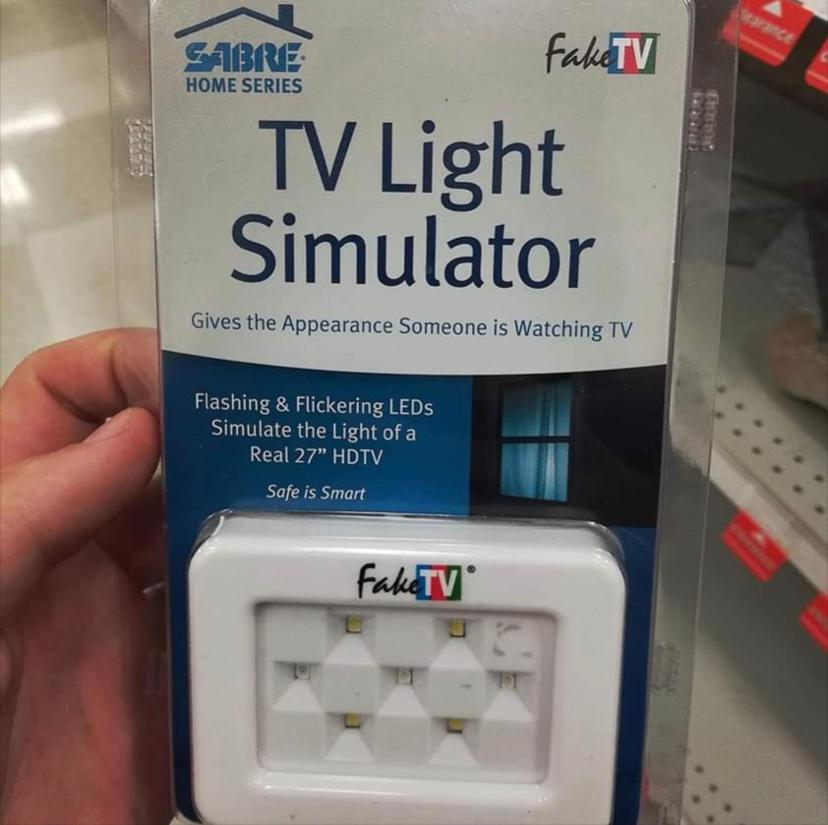 SABRE
HOME SERIES
FakeTV
TV Light
Simulator
Gives the Appearance Someone is Watching TV
Flashing & Flickering LEDs
Simulate the Light of a
Real 27" HDTV
Safe is Smart
FakeTV®
clearance